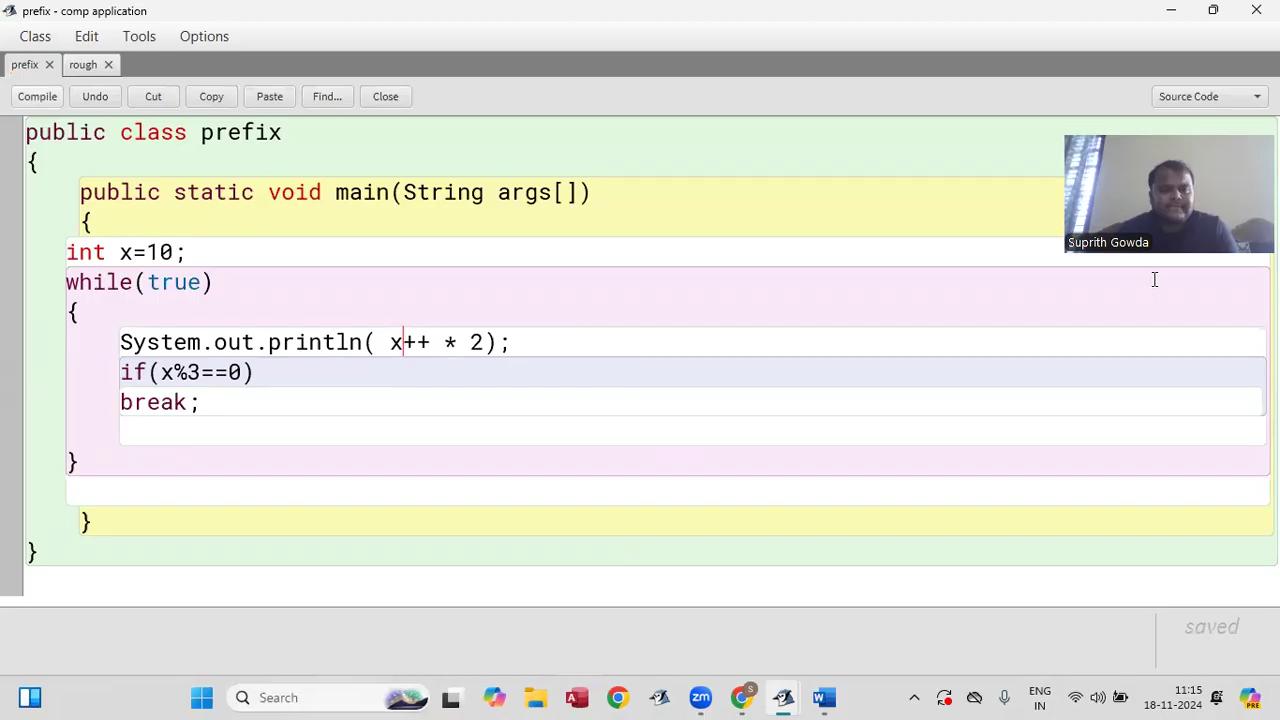 prefix - comp application
Class Edit Tools Options
prefix rough
Compile Undo Cut Copy Paste Find... Close Source Code
public class prefix
{
public static void main(String args[])
{
Suprith Gowda
int x=10;
while(true)
{
System.out.println( x++ * 2);
if(x%3==0)
break;
}
}
}
saved
Search zm S ENG 11:15
IN 18-11-2024 PRE